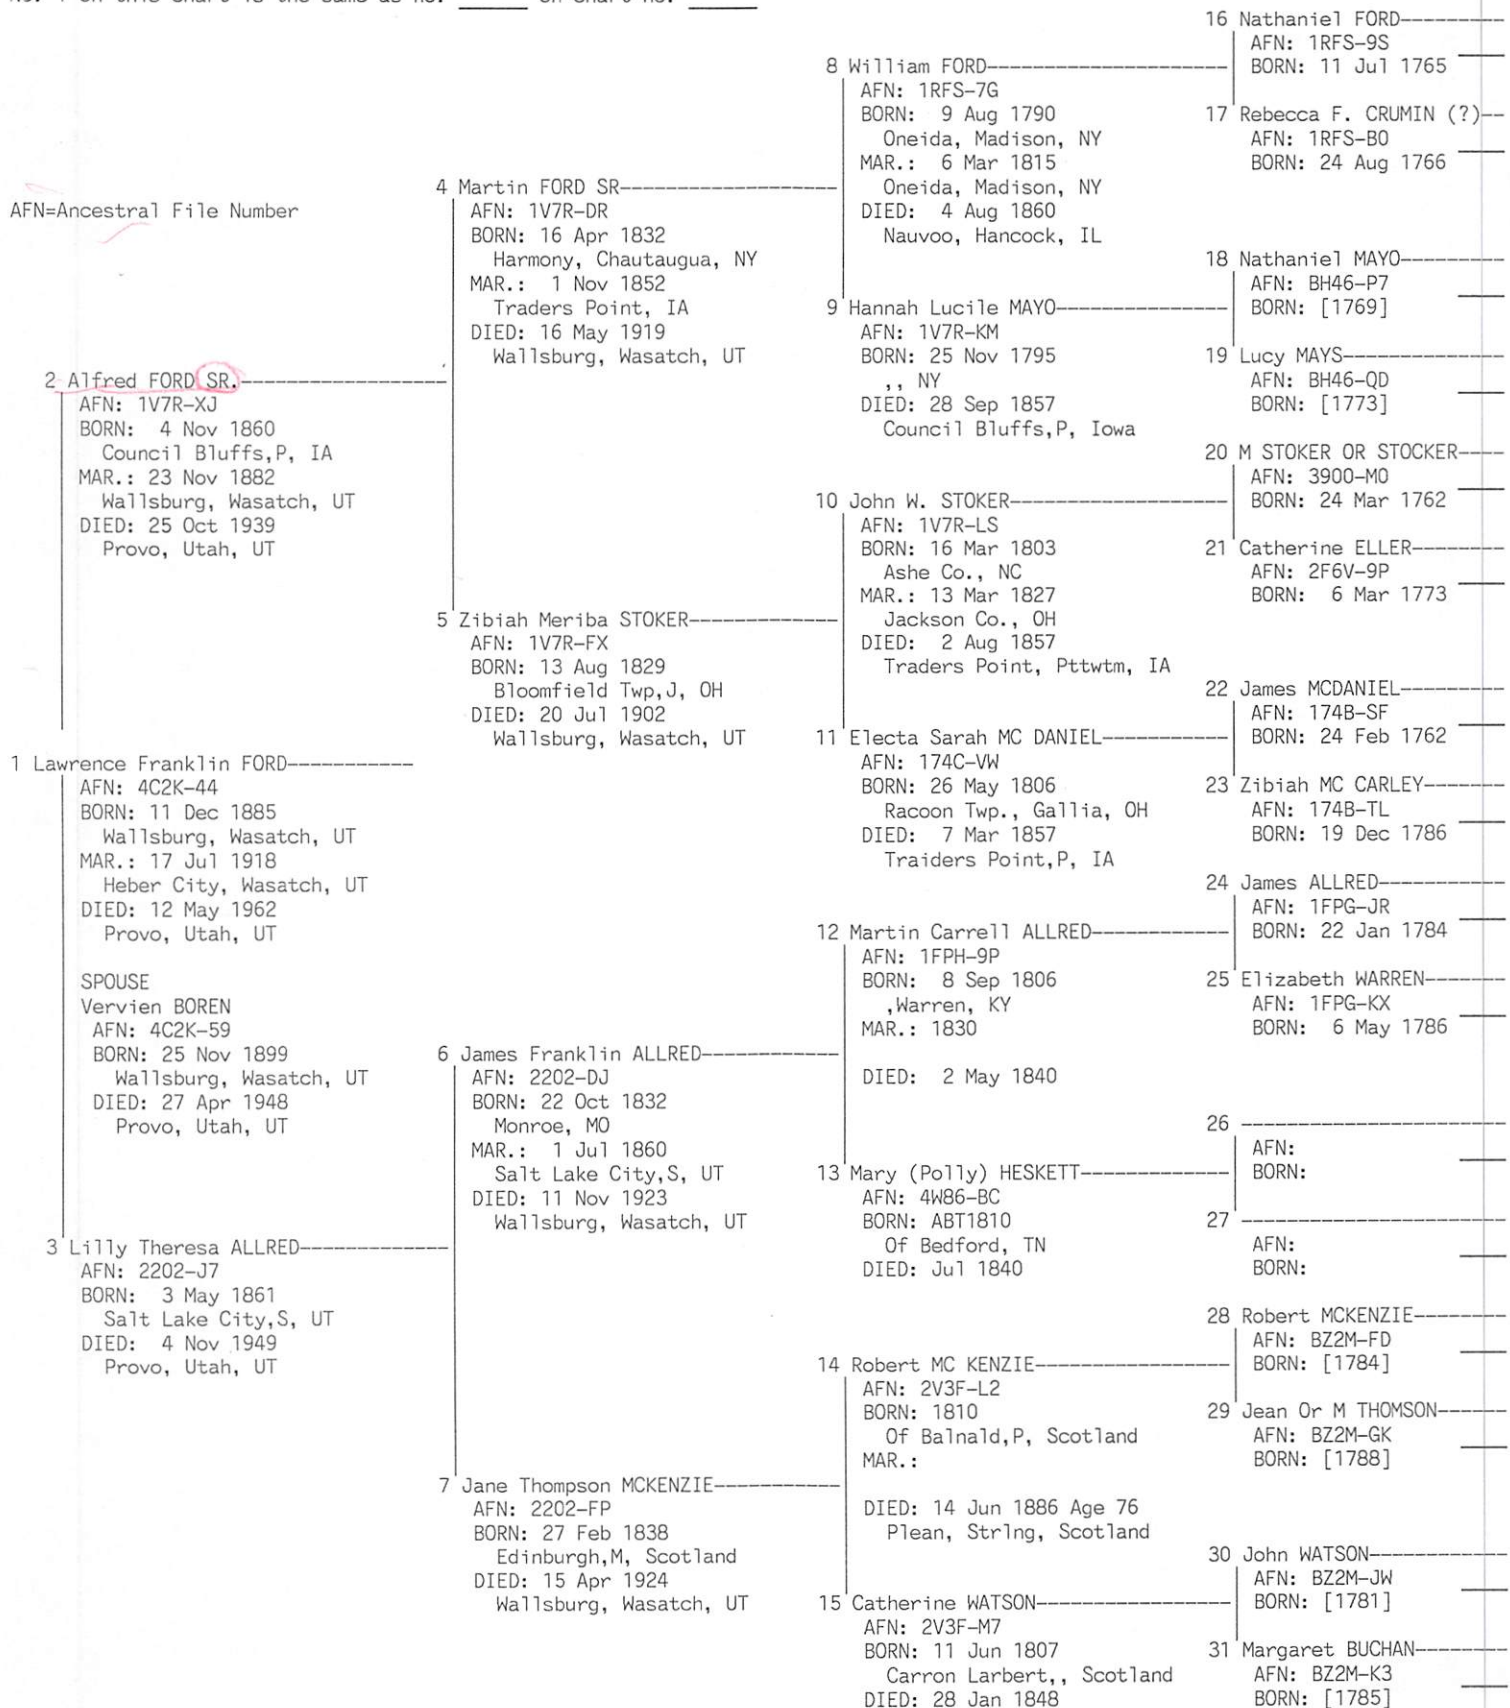 16 Nathaniel FORD
AFN: 1RFS-9S
BORN: 11 Jul 1765
8 William FORD
AFN: 1RFS-7G
BORN: 9 Aug 1790
Oneida, Madison, NY
MAR.: 6 Mar 1815
Oneida, Madison, NY
DIED: 4 Aug 1860
Nauvoo, Hancock, IL
17 Rebecca F. CRUMIN (?)
AFN: 1RFS-B0
BORN: 24 Aug 1766
4 Martin FORD SR
AFN: 1V7R-DR
BORN: 16 Apr 1832
Harmony, Chautaugua, NY
MAR.: 1 Nov 1852
Traders Point, IA
DIED: 16 May 1919
Wallsburg, Wasatch, UT
AFN=Ancestral File Number
18 Nathaniel MAYO
AFN: BH46-P7
BORN: [1769]
9 Hannah Lucile MAYO
AFN: 1V7R-KM
BORN: 25 Nov 1795
,, NY
DIED: 28 Sep 1857
Council Bluffs,P, Iowa
19 Lucy MAYS
AFN: BH46-QD
BORN: [1773]
2 Alfred FORD SR.
AFN: 1V7R-XJ
BORN: 4 Nov 1860
Council Bluffs,P, IA
MAR.: 23 Nov 1882
Wallsburg, Wasatch, UT
DIED: 25 Oct 1939
Provo, Utah, UT
20 M STOKER OR STOCKER
AFN: 3900-M0
BORN: 24 Mar 1762
10 John W. STOKER
AFN: 1V7R-LS
BORN: 16 Mar 1803
Ashe Co., NC
MAR.: 13 Mar 1827
Jackson Co., OH
DIED: 2 Aug 1857
Traders Point, Pttwtm, IA
21 Catherine ELLER
AFN: 2F6V-9P
BORN: 6 Mar 1773
5 Zibiah Meriba STOKER
AFN: 1V7R-FX
BORN: 13 Aug 1829
Bloomfield Twp,J, OH
DIED: 20 Jul 1902
Wallsburg, Wasatch, UT
22 James MCDANIEL
AFN: 174B-SF
BORN: 24 Feb 1762
11 Electa Sarah MC DANIEL
AFN: 174C-VW
BORN: 26 May 1806
Racoon Twp., Gallia, OH
DIED: 7 Mar 1857
Traiders Point,P, IA
23 Zibiah MC CARLEY
AFN: 174B-TL
BORN: 19 Dec 1786
1 Lawrence Franklin FORD
AFN: 4C2K-44
BORN: 11 Dec 1885
Wallsburg, Wasatch, UT
MAR.: 17 Jul 1918
Heber City, Wasatch, UT
DIED: 12 May 1962
Provo, Utah, UT
SPOUSE
Vervien BOREN
AFN: 4C2K-59
BORN: 25 Nov 1899
Wallsburg, Wasatch, UT
DIED: 27 Apr 1948
Provo, Utah, UT
24 James ALLRED
AFN: 1FPG-JR
BORN: 22 Jan 1784
12 Martin Carrell ALLRED
AFN: 1FPH-9P
BORN: 8 Sep 1806
,Warren, KY
MAR.: 1830
DIED: 2 May 1840
25 Elizabeth WARREN
AFN: 1FPG-KX
BORN: 6 May 1786
6 James Franklin ALLRED
AFN: 2202-DJ
BORN: 22 Oct 1832
Monroe, MO
MAR.: 1 Jul 1860
Salt Lake City,S, UT
DIED: 11 Nov 1923
Wallsburg, Wasatch, UT
26
AFN:
BORN:
13 Mary (Polly) HESKETT
AFN: 4W86-BC
BORN: ABT1810
Of Bedford, TN
DIED: Jul 1840
27
AFN:
BORN:
3 Lilly Theresa ALLRED
AFN: 2202-J7
BORN: 3 May 1861
Salt Lake City,S, UT
DIED: 4 Nov 1949
Provo, Utah, UT
28 Robert MCKENZIE
AFN: BZ2M-FD
BORN: [1784]
14 Robert MC KENZIE
AFN: 2V3F-L2
BORN: 1810
Of Balnald,P, Scotland
MAR.:
DIED: 14 Jun 1886 Age 76
Plean, Strlng, Scotland
29 Jean Or M THOMSON
AFN: BZ2M-GK
BORN: [1788]
7 Jane Thompson MCKENZIE
AFN: 2202-FP
BORN: 27 Feb 1838
Edinburgh,M, Scotland
DIED: 15 Apr 1924
Wallsburg, Wasatch, UT
30 John WATSON
AFN: BZ2M-JW
BORN: [1781]
15 Catherine WATSON
AFN: 2V3F-M7
BORN: 11 Jun 1807
Carron Larbert,, Scotland
DIED: 28 Jan 1848
31 Margaret BUCHAN
AFN: BZ2M-K3
BORN: [1785]